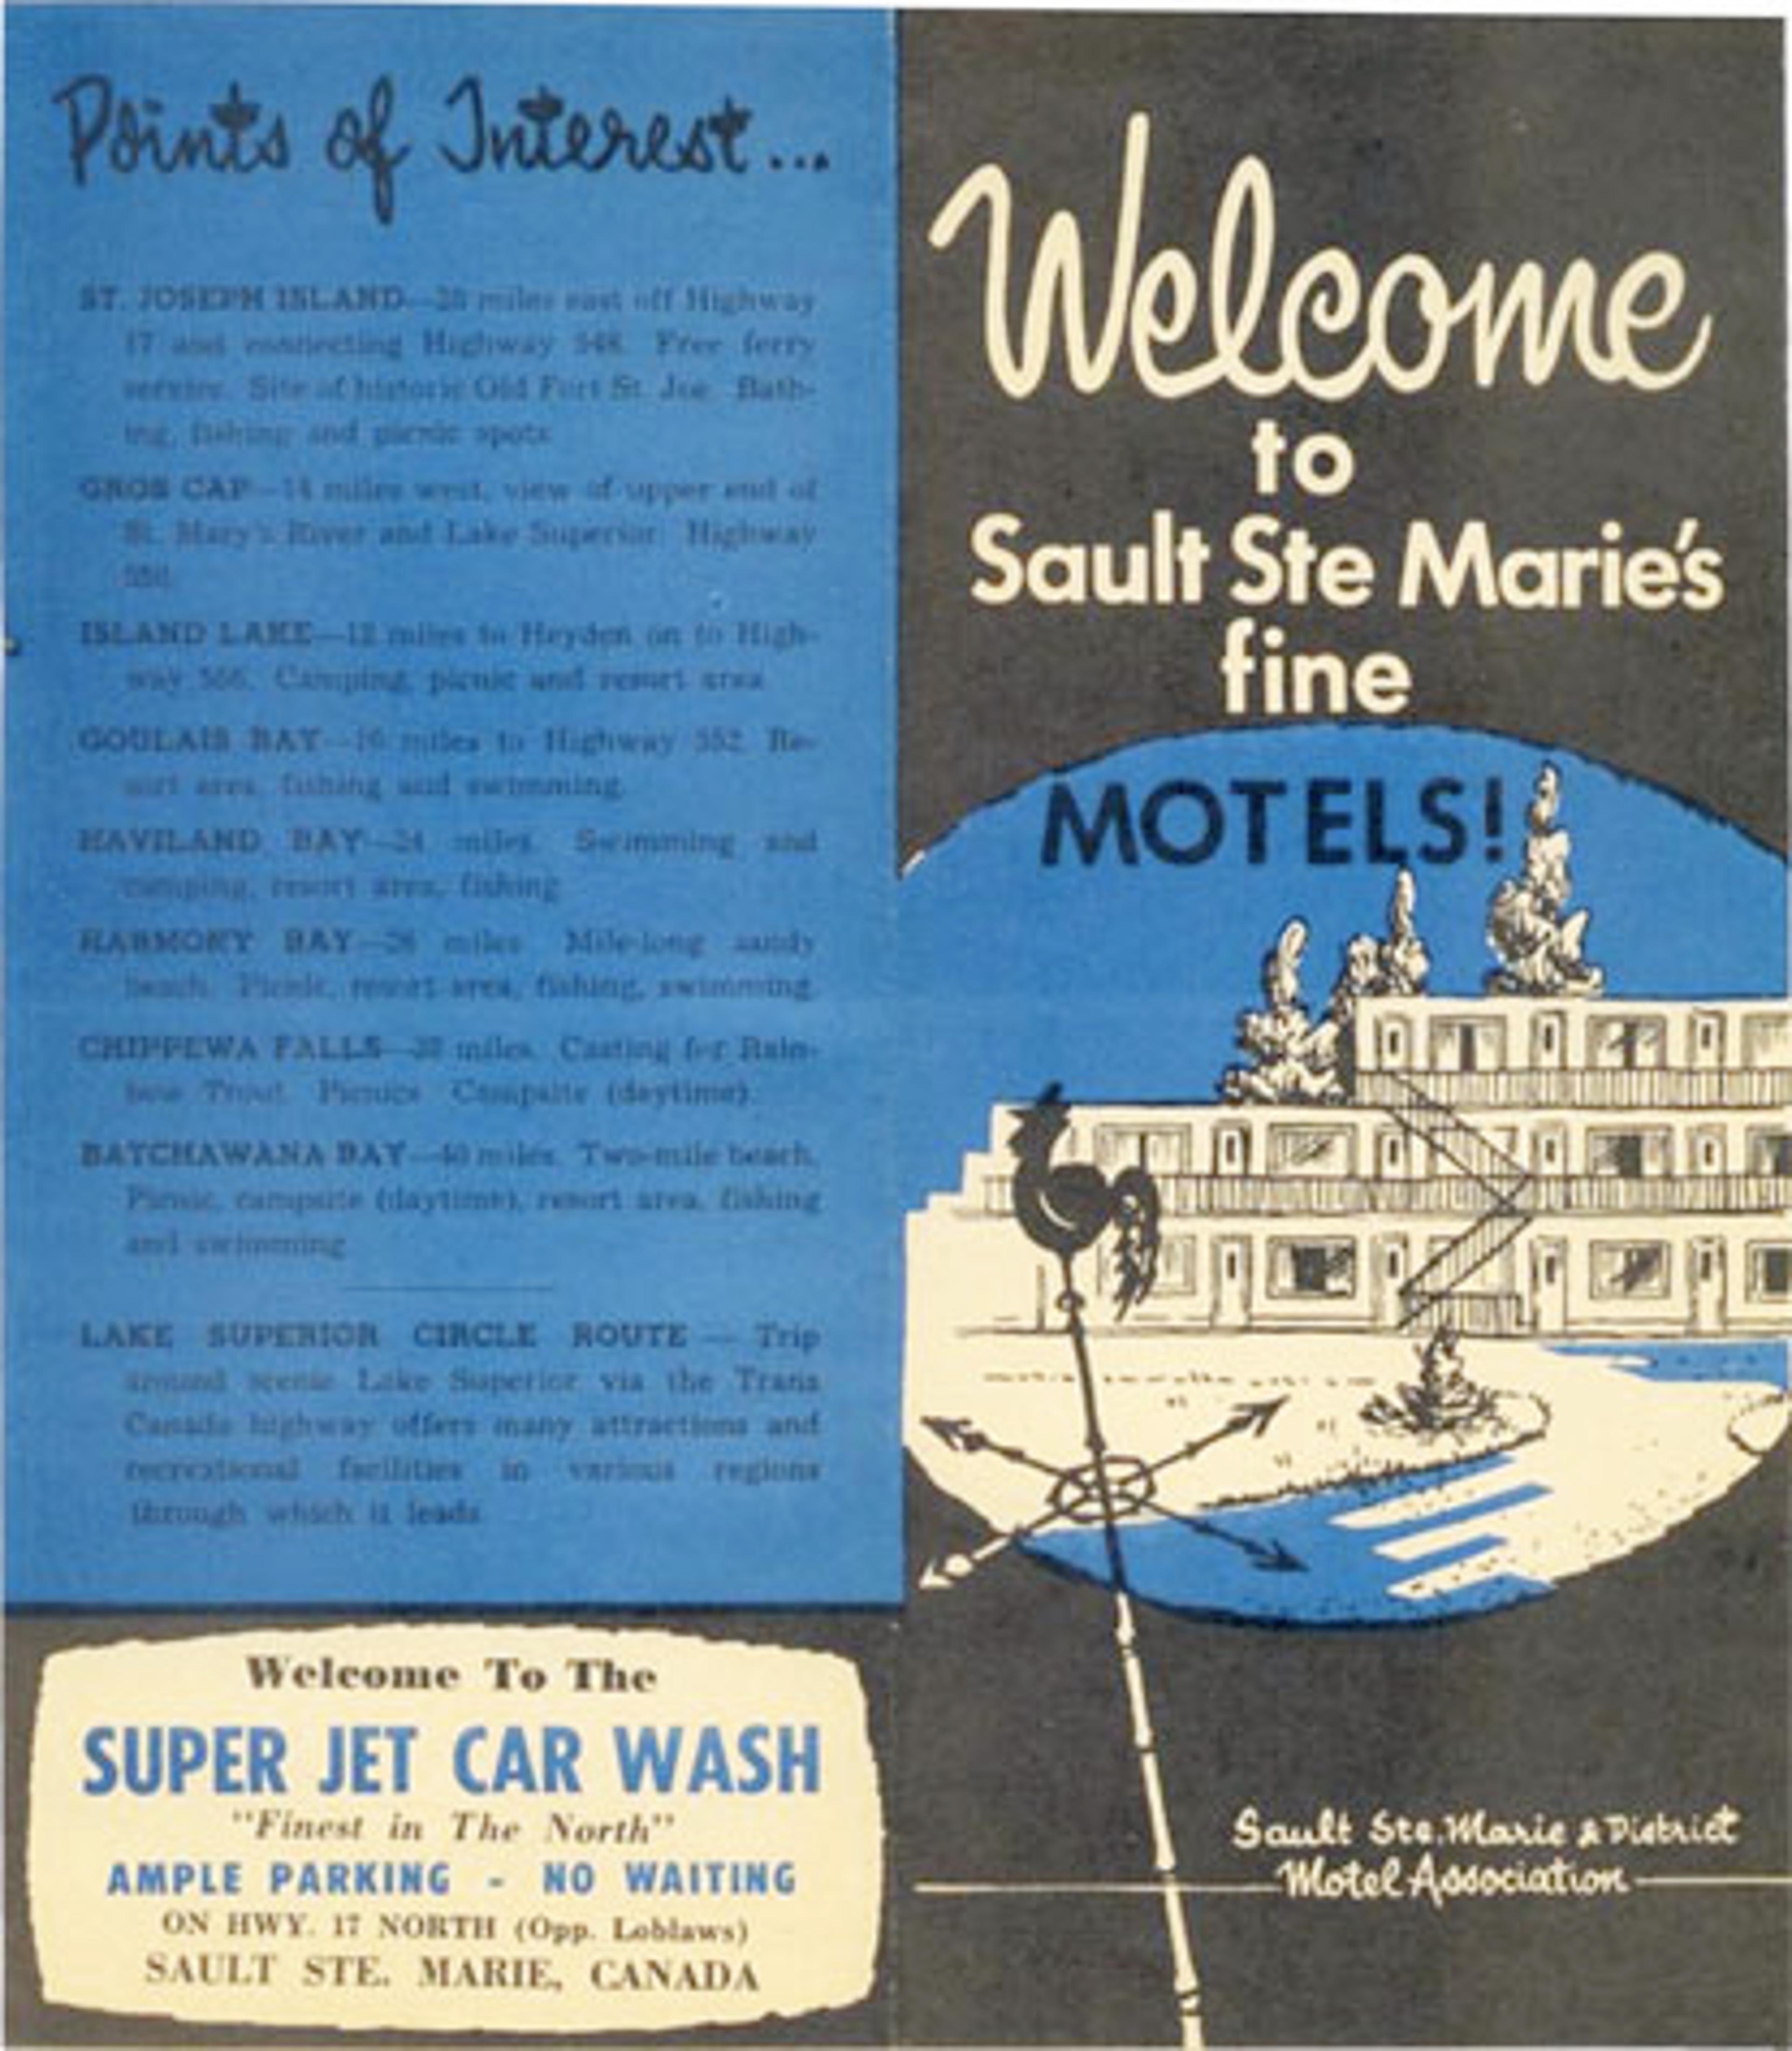 Points of Interest...
ST. JOSEPH ISLAND—28 miles east off Highway
17 and connecting Highway 548. Free ferry
service. Site of historic Old Fort St. Joe. Bath-
ing, fishing and picnic spots.
GROS CAP—14 miles west, view of upper end of
St. Mary's River and Lake Superior. Highway
550.
ISLAND LAKE—12 miles to Heyden on to High-
way 556. Camping, picnic and resort area.
GOULAIS BAY—16 miles to Highway 552. Re-
sort area, fishing and swimming.
HAVILAND BAY—24 miles. Swimming and
camping, resort area, fishing.
HARMONY BAY—26 miles. Mile-long sandy
beach. Picnic, resort area, fishing, swimming.
CHIPPEWA FALLS— miles. Casting for Rain-
bow Trout. Picnics. Campsite (daytime).
BATCHAWANA BAY—40 miles. Two-mile beach.
Picnic, campsite (daytime), resort area, fishing
and swimming.
LAKE SUPERIOR CIRCLE ROUTE — Trip
around scenic Lake Superior via the Trans
Canada highway offers many attractions and
recreational facilities in various regions
through which it leads.
Welcome To The
SUPER JET CAR WASH
"Finest in The North"
AMPLE PARKING - NO WAITING
ON HWY. 17 NORTH (Opp. Loblaws)
SAULT STE. MARIE, CANADA
Welcome
to
Sault Ste Marie's
fine
MOTELS!
Sault Ste. Marie & District
Motel Association